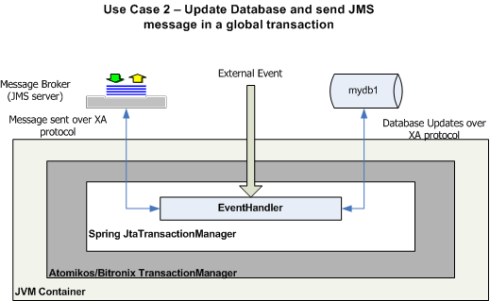 Use Case 2 – Update Database and send JMS
message in a global transaction
External Event
Message Broker
(JMS server)
mydb1
Message sent over XA
protocol
Database Updates over
XA protocol
EventHandler
Spring JtaTransactionManager
Atomikos/Bitronix TransactionManager
JVM Container